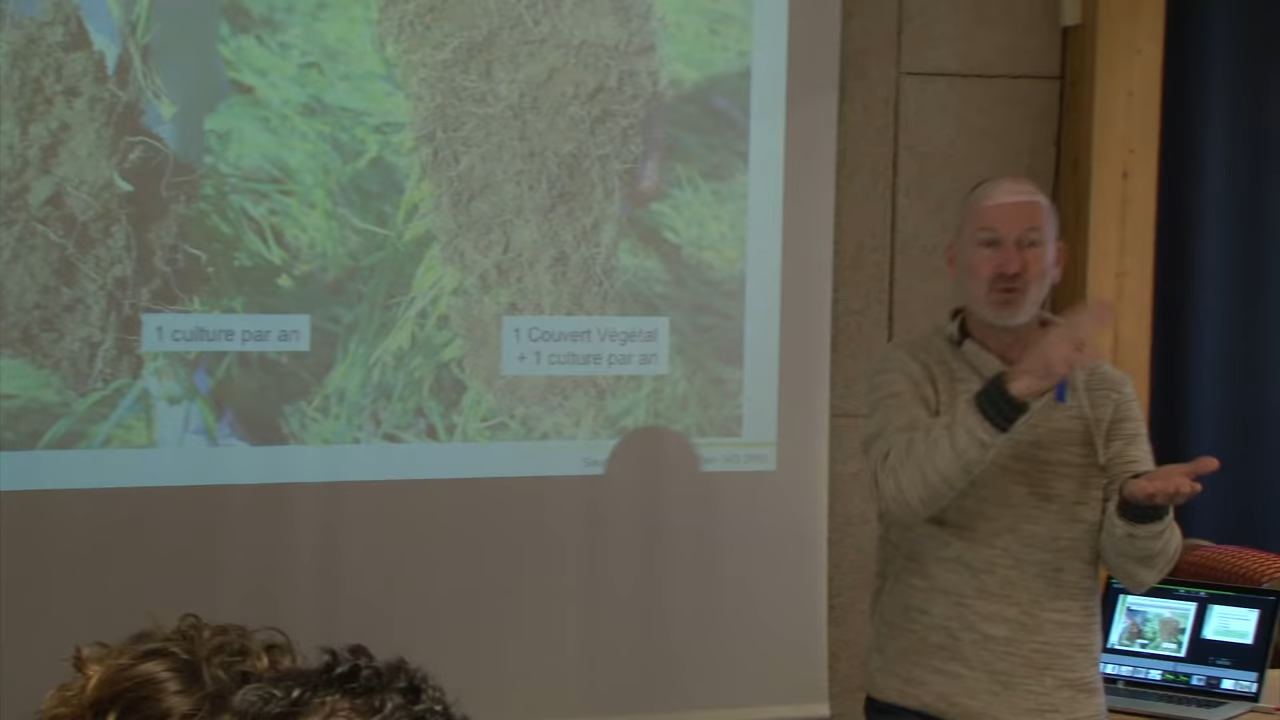 1 culture par an
1 Couvert Végétal
+ 1 culture par an